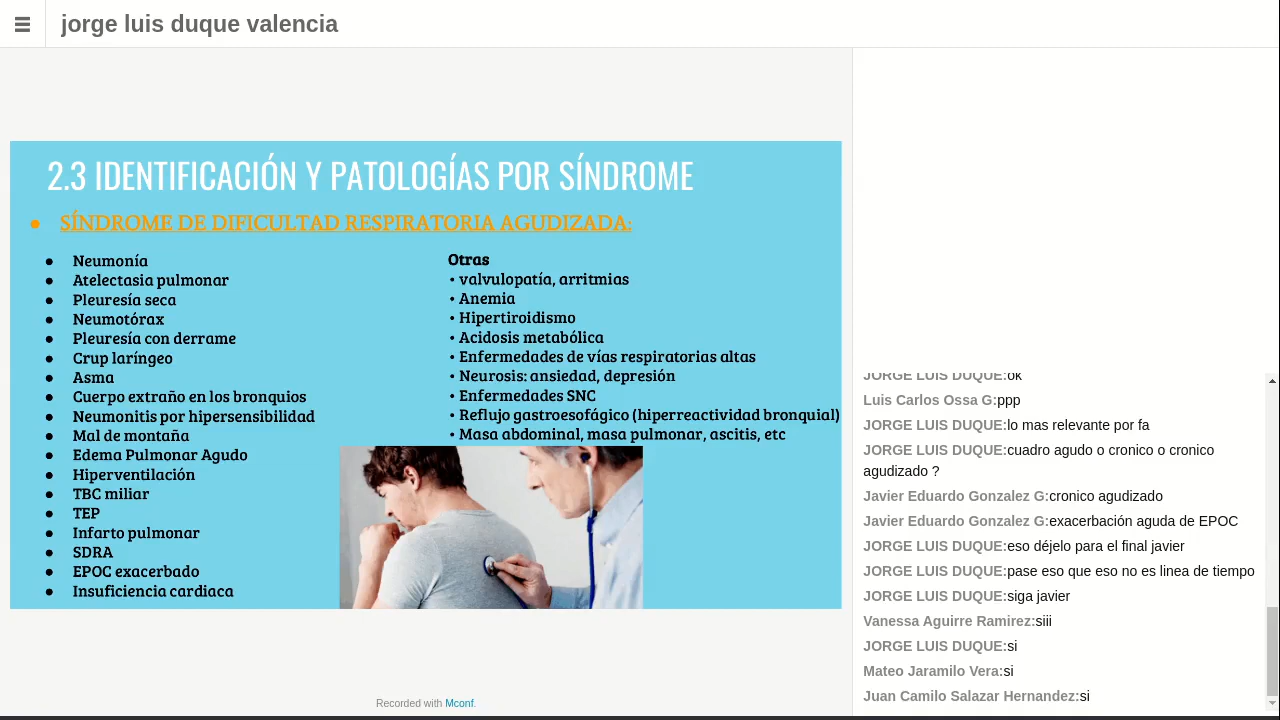 jorge luis duque valencia
2.3 IDENTIFICACIÓN Y PATOLOGÍAS POR SÍNDROME
● SÍNDROME DE DIFICULTAD RESPIRATORIA AGUDIZADA:
● Neumonía
● Atelectasia pulmonar
● Pleuresía seca
● Neumotórax
● Pleuresía con derrame
● Crup laríngeo
● Asma
● Cuerpo extraño en los bronquios
● Neumonitis por hipersensibilidad
● Mal de montaña
● Edema Pulmonar Agudo
● Hiperventilación
● TBC miliar
● TEP
● Infarto pulmonar
● SDRA
● EPOC exacerbado
● Insuficiencia cardiaca
Otras
• valvulopatía, arritmias
• Anemia
• Hipertiroidismo
• Acidosis metabólica
• Enfermedades de vías respiratorias altas
• Neurosis: ansiedad, depresión
• Enfermedades SNC
• Reflujo gastroesofágico (hiperreactividad bronquial)
• Masa abdominal, masa pulmonar, ascitis, etc
Recorded with Mconf.
JORGE LUIS DUQUE:ok
Luis Carlos Ossa G:ppp
JORGE LUIS DUQUE:lo mas relevante por fa
JORGE LUIS DUQUE:cuadro agudo o cronico o cronico
agudizado ?
Javier Eduardo Gonzalez G:cronico agudizado
Javier Eduardo Gonzalez G:exacerbación aguda de EPOC
JORGE LUIS DUQUE:eso déjelo para el final javier
JORGE LUIS DUQUE:pase eso que eso no es linea de tiempo
JORGE LUIS DUQUE:siga javier
Vanessa Aguirre Ramirez:siii
JORGE LUIS DUQUE:si
Mateo Jaramilo Vera:si
Juan Camilo Salazar Hernandez:si